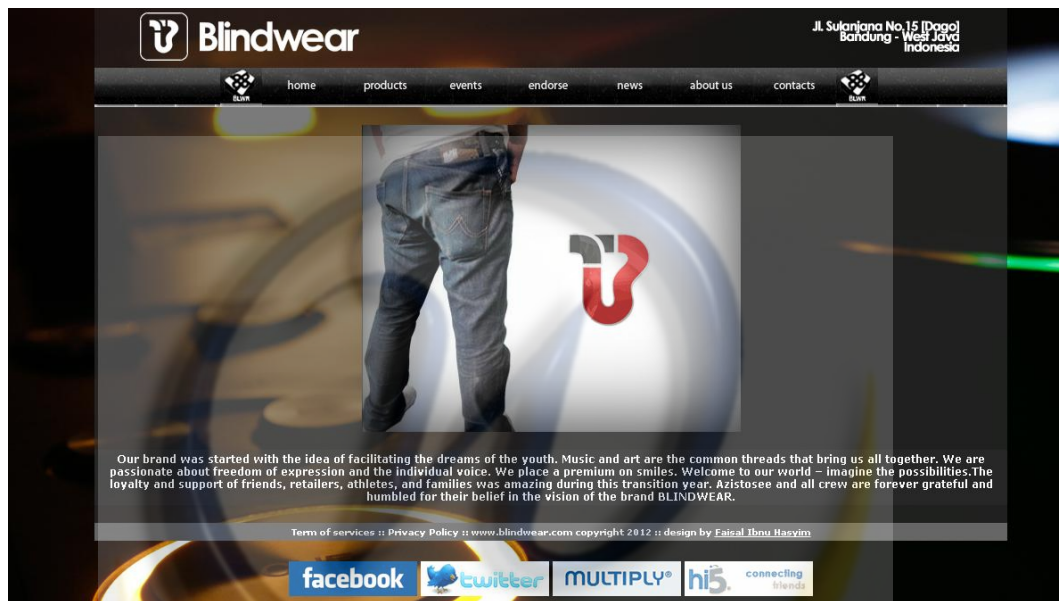 Blindwear
Jl. Sulanjana No.15 [Dago]
Bandung - West Java
Indonesia
BLWR home products events endorse news about us contacts BLWR
Our brand was started with the idea of facilitating the dreams of the youth. Music and art are the common threads that bring us all together. We are
passionate about freedom of expression and the individual voice. We place a premium on smiles. Welcome to our world – imagine the possibilities.The
loyalty and support of friends, retailers, athletes, and families was amazing during this transition year. Azistosee and all crew are forever grateful and
humbled for their belief in the vision of the brand BLINDWEAR.
Term of services :: Privacy Policy :: www.blindwear.com copyright 2012 :: design by Faisal Ibnu Hasyim
facebook twitter MULTIPLY® hi5. connecting
friends